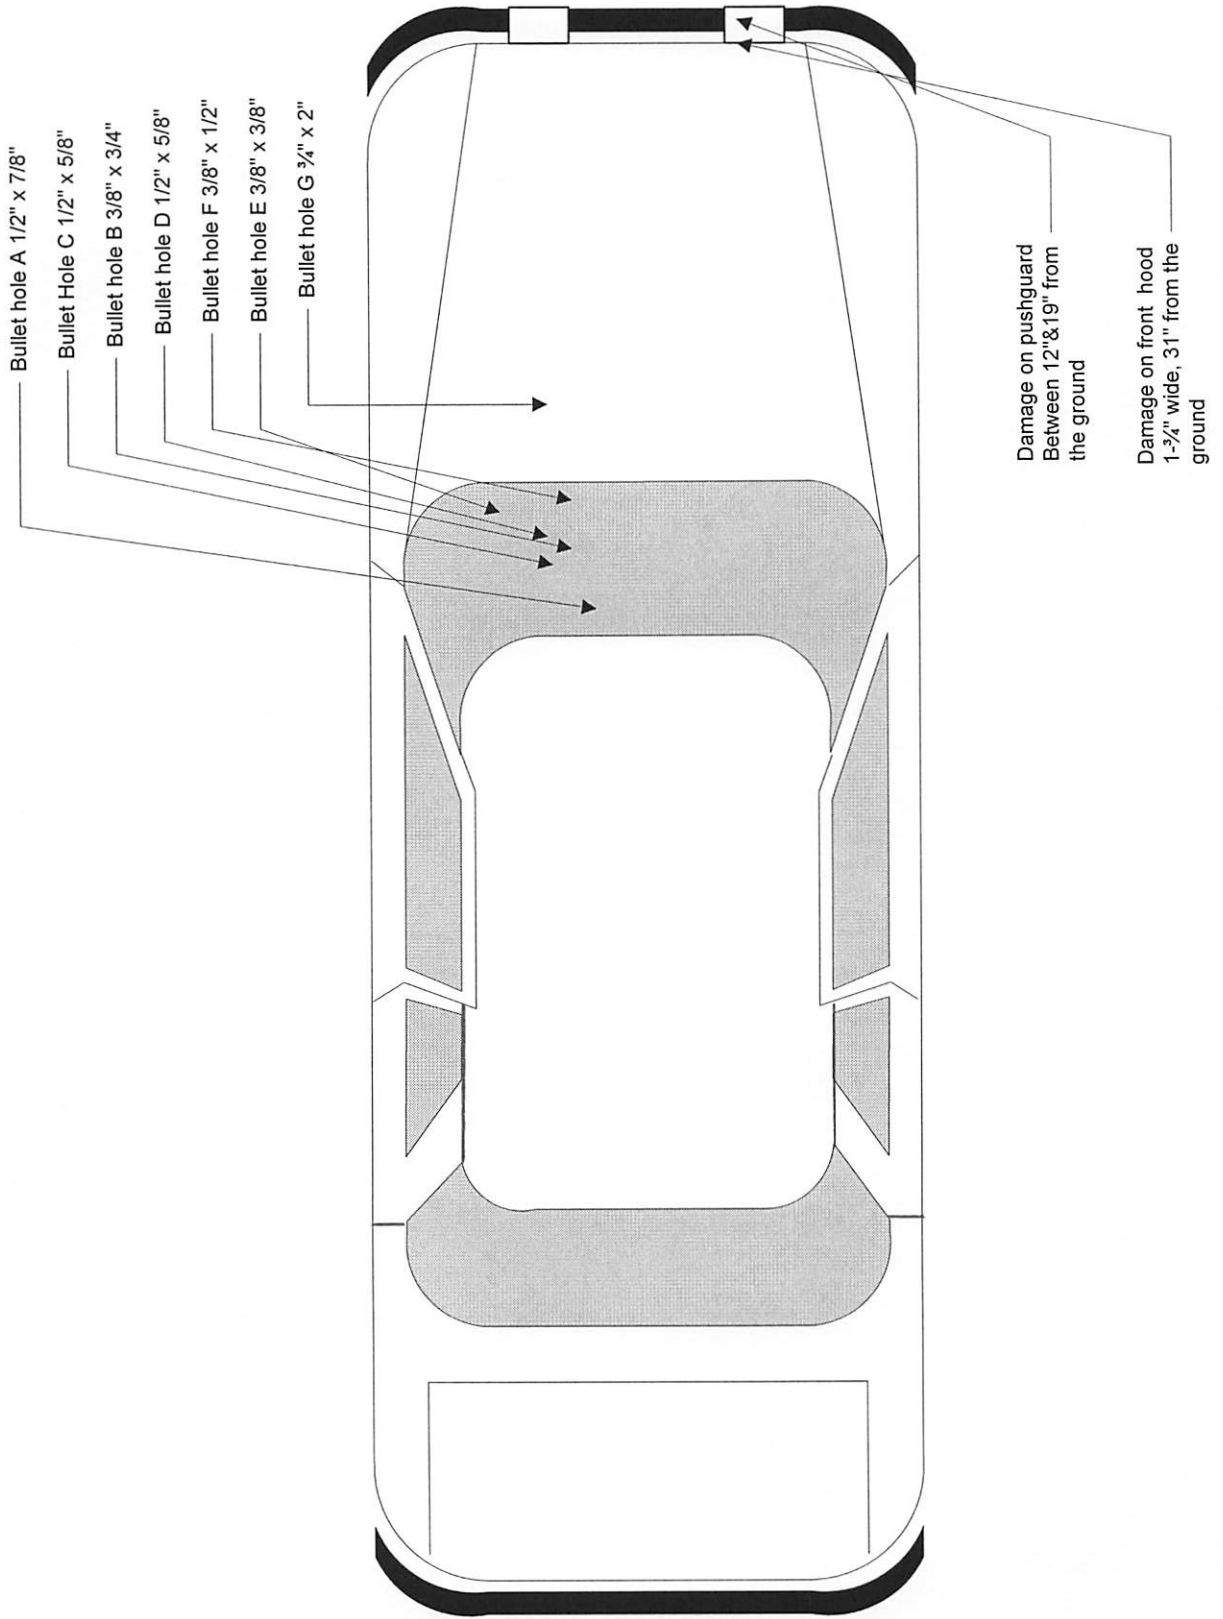 Bullet hole A 1/2" x 7/8"
Bullet Hole C 1/2" x 5/8"
Bullet hole B 3/8" x 3/4"
Bullet hole D 1/2" x 5/8"
Bullet hole F 3/8" x 1/2"
Bullet hole E 3/8" x 3/8"
Bullet hole G ¾" x 2"
Damage on pushguard
Between 12"&19" from
the ground
Damage on front hood
1-¾" wide, 31" from the
ground